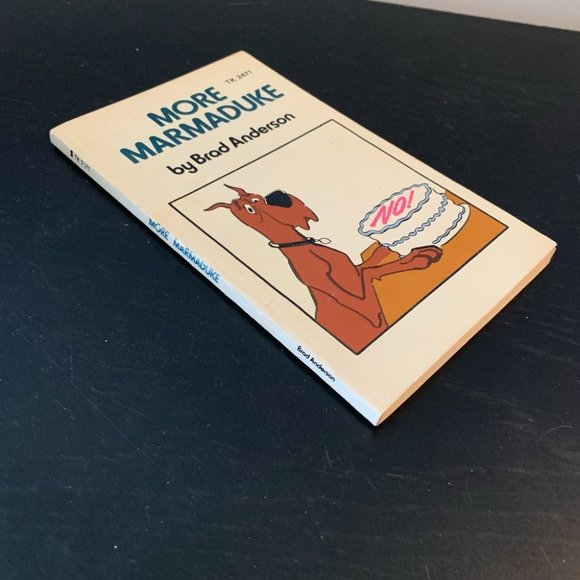 TK 2471
MORE
MARMADUKE
by Brad Anderson
NO!
MORE MARMADUKE
Brad Anderson